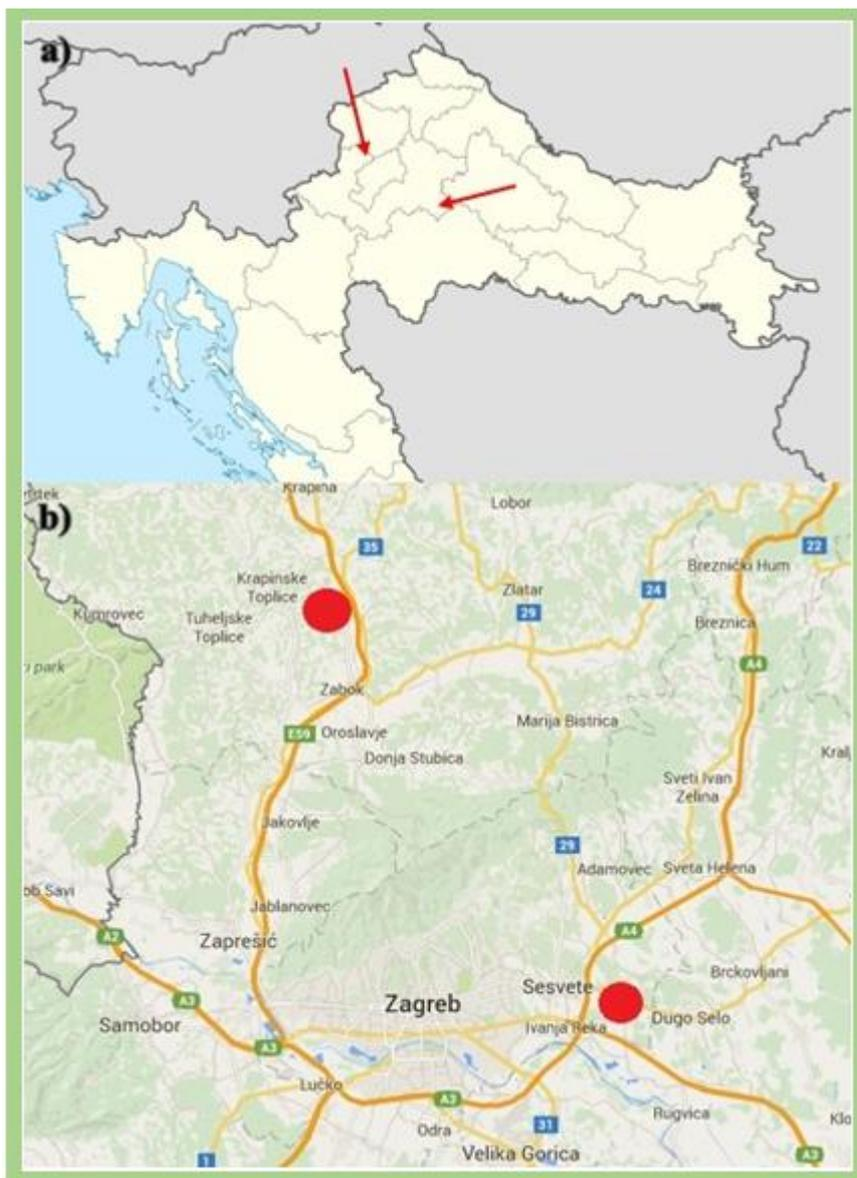 a)
b)
Krapina
Lobor
35
22
Breznički Hum
Krapinske
Toplice
Zlatar
24
Kumrovec
Tuheljske
Toplice
29
Breznica
park
A4
Zabok
Marija Bistrica
E59
Oroslavje
Donja Stubica
Sveti Ivan
Zelina
Jakovlje
29
Adamovec
Sveta Helena
ob Savi
Jablanovec
A2
Zaprešić
A4
Brckovljani
A3
Sesvete
Zagreb
Samobor
Dugo Selo
Ivanja Reka
A3
Lučko
A3
Rugvica
31
Odra
Velika Gorica
1
A3